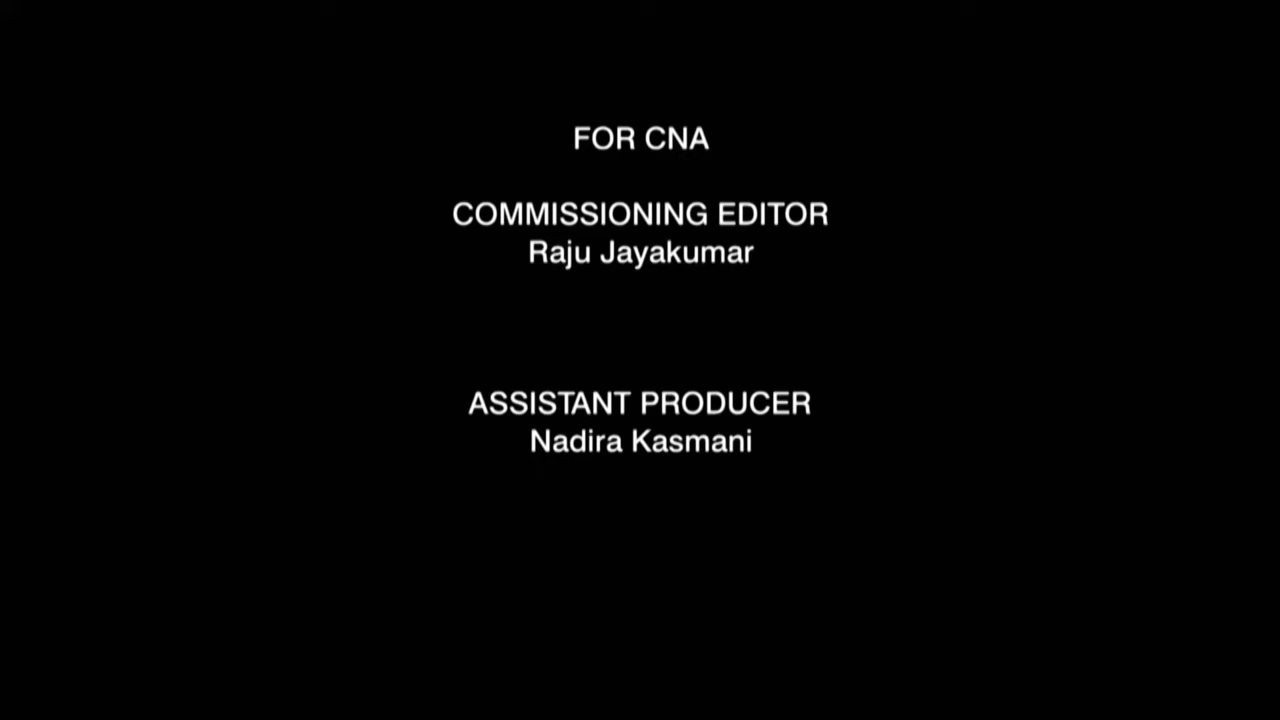 FOR CNA
COMMISSIONING EDITOR
Raju Jayakumar
ASSISTANT PRODUCER
Nadira Kasmani